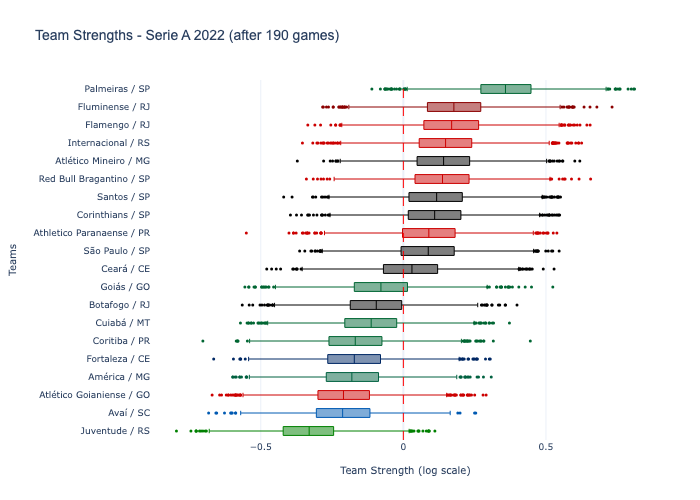 Team Strengths - Serie A 2022 (after 190 games)
Palmeiras / SP
Fluminense / RJ
Flamengo / RJ
Internacional / RS
Atlético Mineiro / MG
Red Bull Bragantino / SP
Santos / SP
Corinthians / SP
Athletico Paranaense / PR
São Paulo / SP
Ceará / CE
Goiás / GO
Botafogo / RJ
Cuiabá / MT
Coritiba / PR
Fortaleza / CE
América / MG
Atlético Goianiense / GO
Avaí / SC
Juventude / RS
Teams
−0.5 0 0.5
Team Strength (log scale)